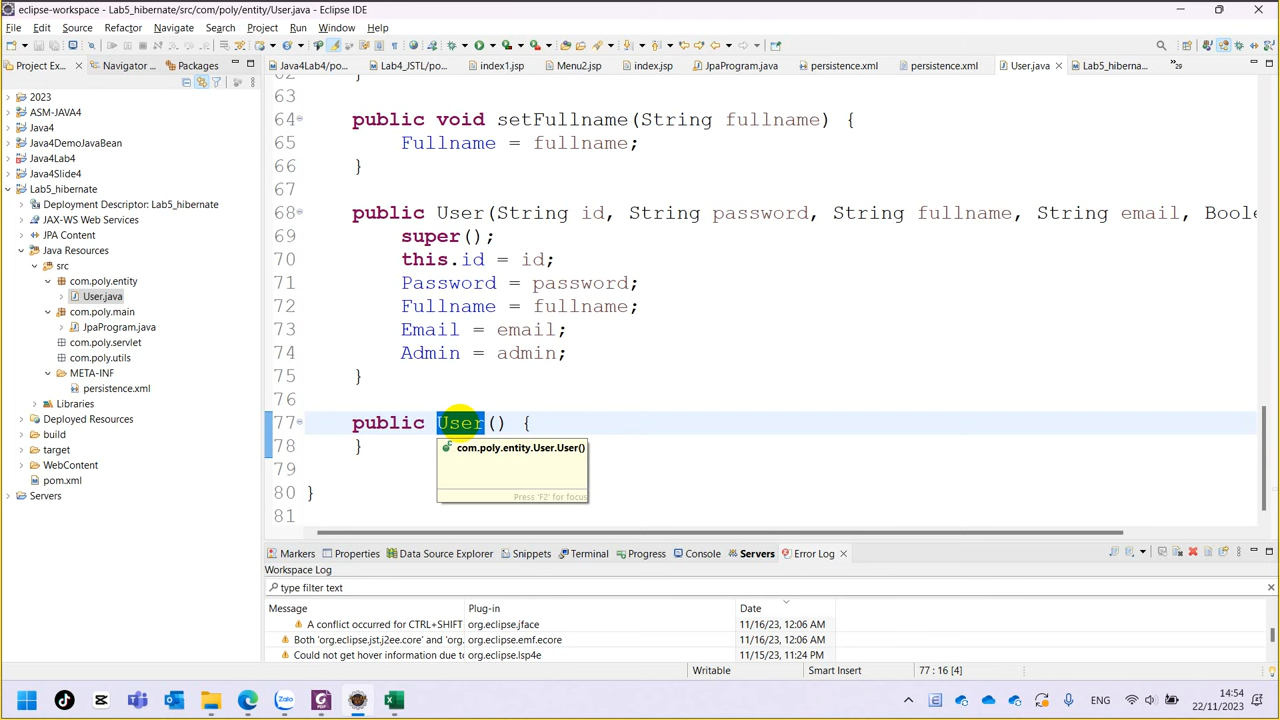 eclipse-workspace - Lab5_hibernate/src/com/poly/entity/User.java - Eclipse IDE
File Edit Source Refactor Navigate Search Project Run Window Help
Project Ex... Navigator ... Packages
Java4Lab4/po... Lab4_JSTL/po... index1.jsp Menu2.jsp index.jsp JpaProgram.java persistence.xml persistence.xml User.java Lab5_hiberna... 29
2023
ASM-JAVA4
Java4
Java4DemoJavaBean
Java4Lab4
Java4Slide4
Lab5_hibernate
Deployment Descriptor: Lab5_hibernate
JAX-WS Web Services
JPA Content
Java Resources
src
com.poly.entity
User.java
com.poly.main
JpaProgram.java
com.poly.servlet
com.poly.utils
META-INF
persistence.xml
Libraries
Deployed Resources
build
target
WebContent
pom.xml
Servers
62 }
63
64 public void setFullname(String fullname) {
65 Fullname = fullname;
66 }
67
68 public User(String id, String password, String fullname, String email, Boole
69 super();
70 this.id = id;
71 Password = password;
72 Fullname = fullname;
73 Email = email;
74 Admin = admin;
75 }
76
77 public User() {
78 }
79
80 }
81
com.poly.entity.User.User()
Press 'F2' for focus
Markers Properties Data Source Explorer Snippets Terminal Progress Console Servers Error Log
Workspace Log
type filter text
Message Plug-in Date
A conflict occurred for CTRL+SHIFT org.eclipse.jface 11/16/23, 12:06 AM
Both 'org.eclipse.jst.j2ee.core' and 'org. org.eclipse.emf.ecore 11/16/23, 12:06 AM
Could not get hover information due to org.eclipse.lsp4e 11/15/23, 11:24 PM
Writable Smart Insert 77 : 16 [4]
Zalo
ENG
14:54
22/11/2023